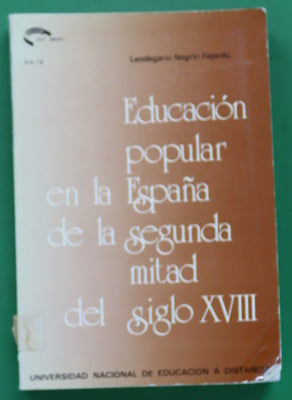 Leodegario Negrín Fajardo
Educación
popular
en la España
de la segunda
mitad
del siglo XVIII
UNIVERSIDAD NACIONAL DE EDUCACION A DISTANC